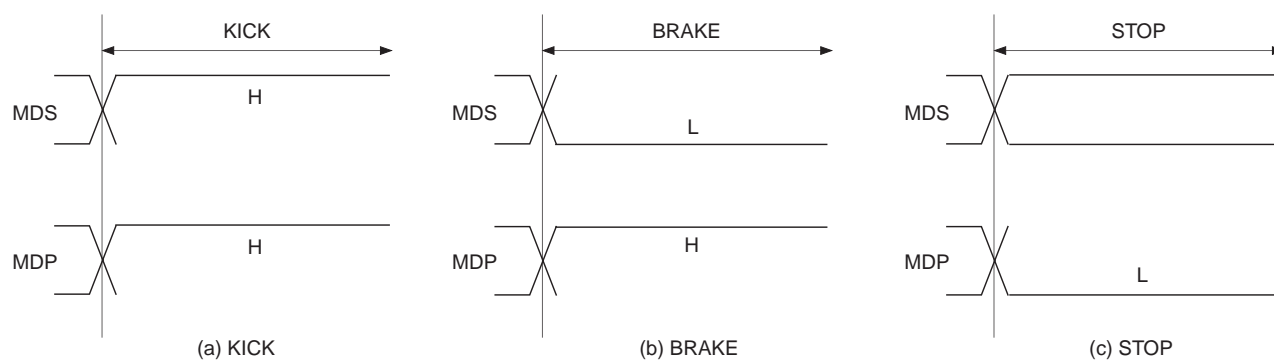 KICK
MDS
H
MDP
H
(a) KICK
BRAKE
MDS
L
MDP
H
(b) BRAKE
STOP
MDS
MDP
L
(c) STOP